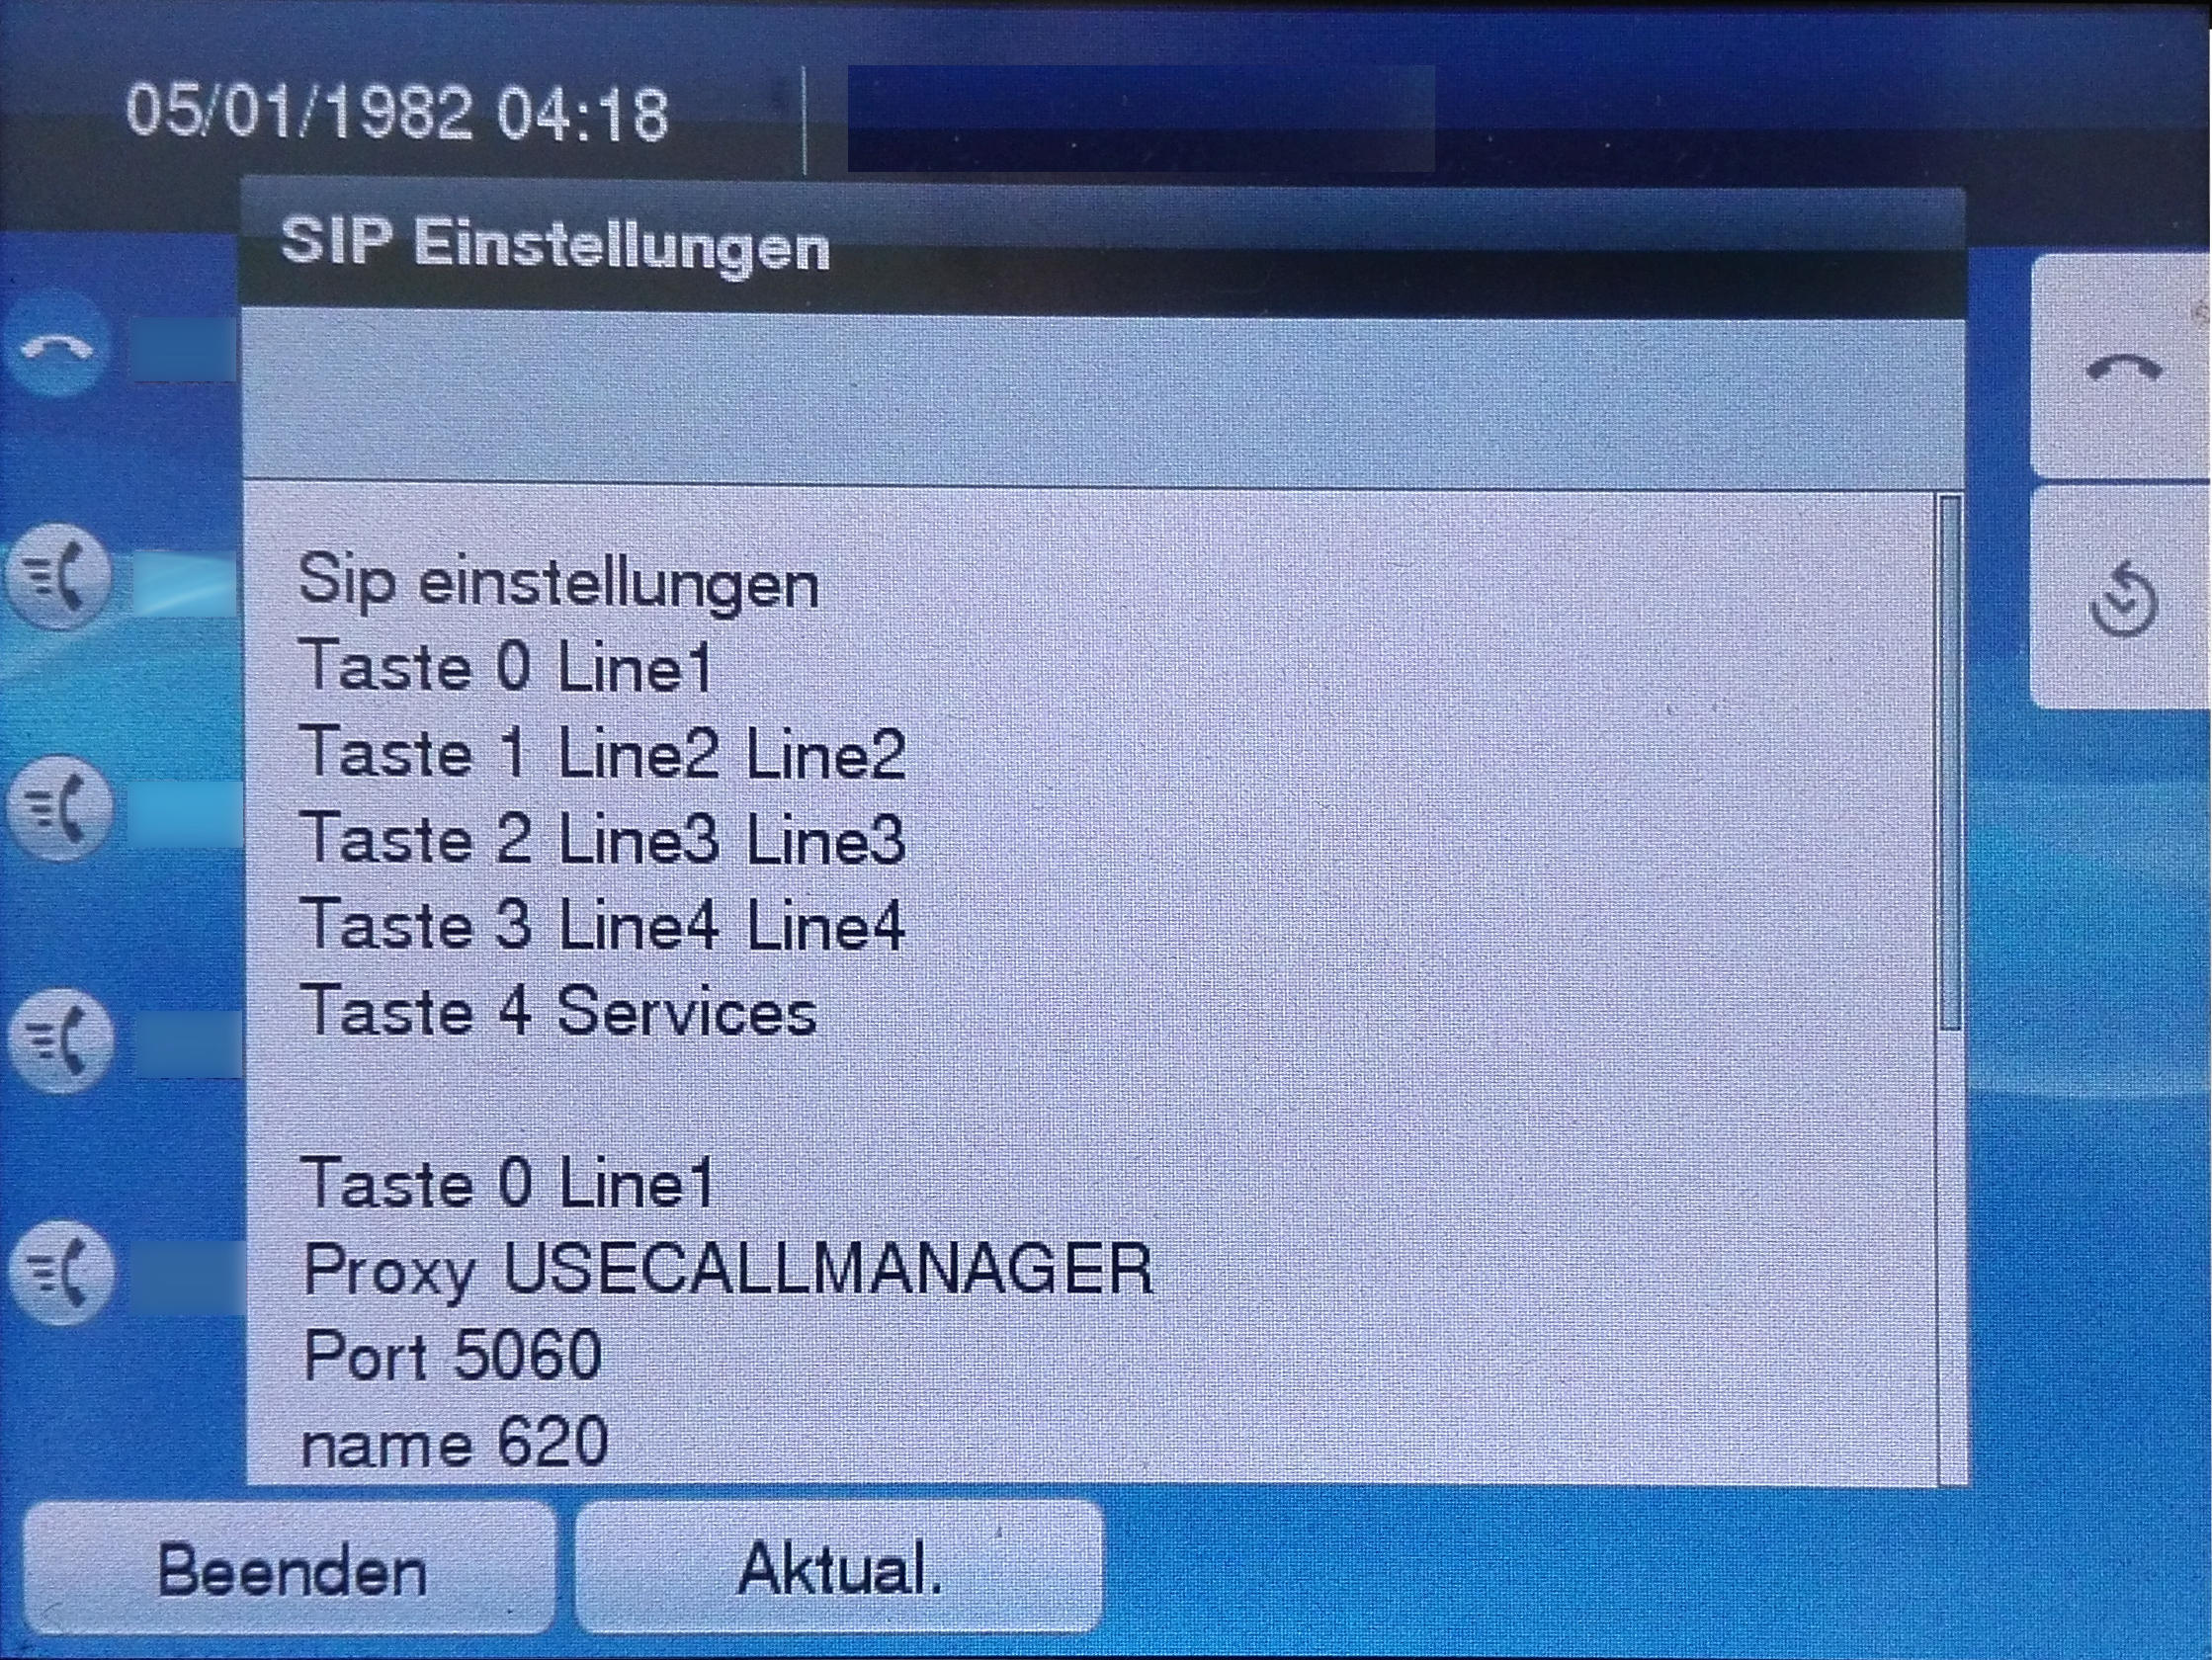 05/01/1982 04:18
SIP Einstellungen
Sip einstellungen
Taste 0 Line1
Taste 1 Line2 Line2
Taste 2 Line3 Line3
Taste 3 Line4 Line4
Taste 4 Services
Taste 0 Line1
Proxy USECALLMANAGER
Port 5060
name 620
Beenden
Aktual.